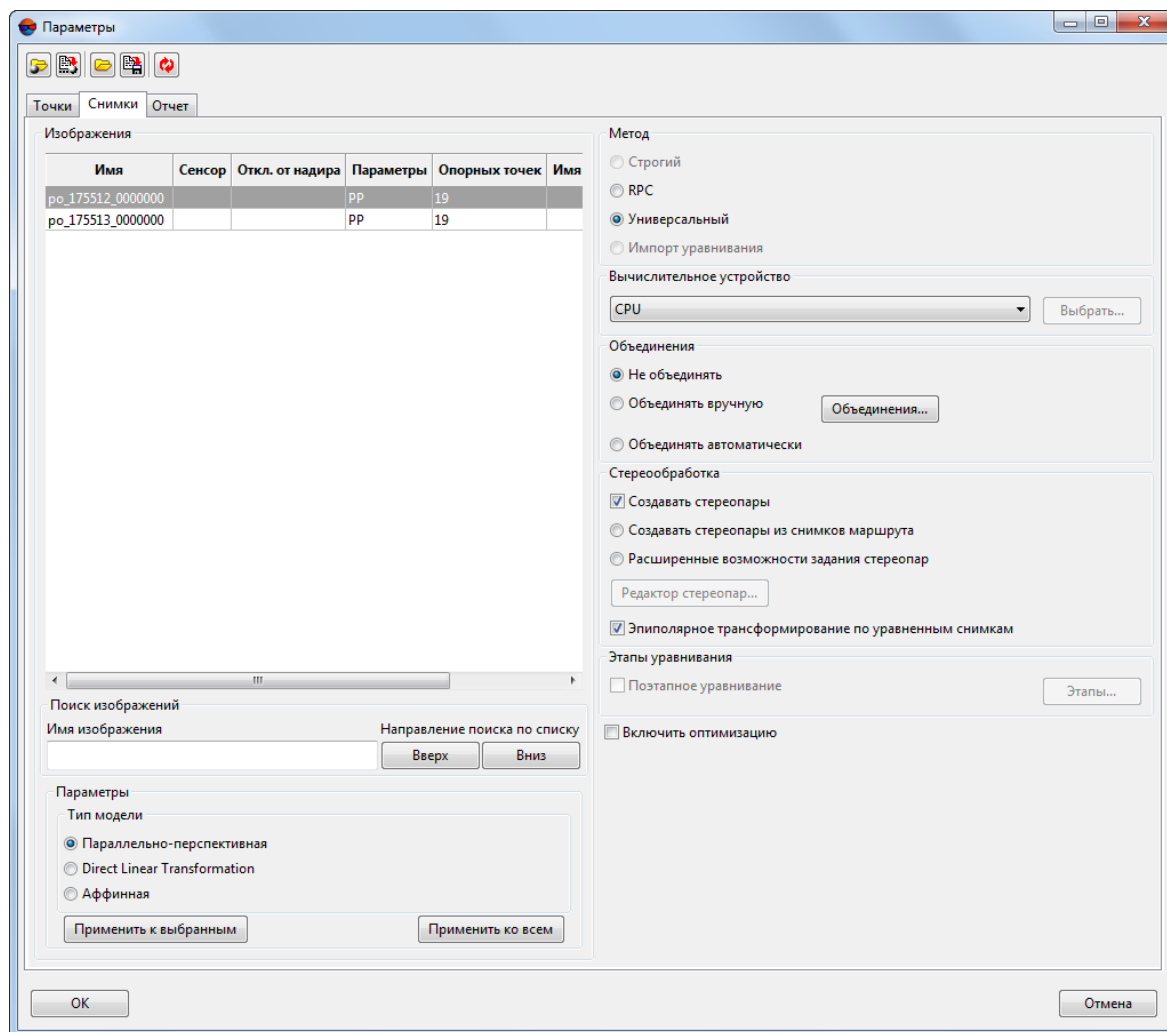 Параметры
Точки Снимки Отчет
Изображения
Имя Сенсор Откл. от надира Параметры Опорных точек Имя
po_175512_0000000 PP 19
po_175513_0000000 PP 19
Поиск изображений
Имя изображения Направление поиска по списку
Вверх Вниз
Параметры
Тип модели
Параллельно-перспективная
Direct Linear Transformation
Аффинная
Применить к выбранным Применить ко всем
Метод
Строгий
RPC
Универсальный
Импорт уравнивания
Вычислительное устройство
CPU Выбрать...
Объединения
Не объединять
Объединять вручную Объединения...
Объединять автоматически
Стереообработка
Создавать стереопары
Создавать стереопары из снимков маршрута
Расширенные возможности задания стереопар
Редактор стереопар...
Эпиполярное трансформирование по уравненным снимкам
Этапы уравнивания
Поэтапное уравнивание Этапы...
Включить оптимизацию
OK Отмена